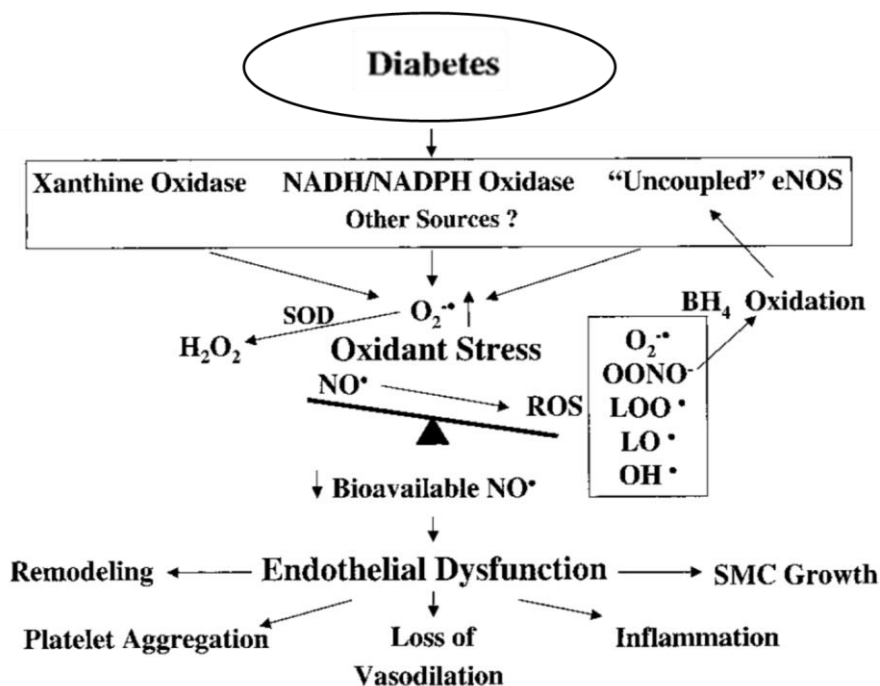 Diabetes
Xanthine Oxidase NADH/NADPH Oxidase “Uncoupled” eNOS
Other Sources ?
O₂⁻•
SOD
H₂O₂
BH₄ Oxidation
Oxidant Stress
NO•
ROS
O₂⁻•
OONO⁻
LOO•
LO•
OH•
Bioavailable NO•
Remodeling
Endothelial Dysfunction
SMC Growth
Platelet Aggregation
Loss of
Vasodilation
Inflammation